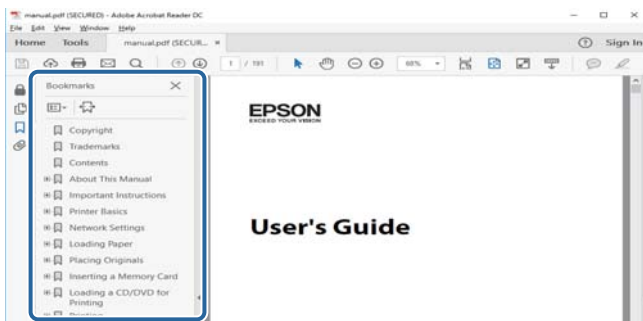 manual.pdf (SECURED) - Adobe Acrobat Reader DC
File Edit View Window Help
Home Tools manual.pdf (SECUR... ×
Sign In
1 / 191
68%
Bookmarks
Copyright
Trademarks
Contents
About This Manual
Important Instructions
Printer Basics
Network Settings
Loading Paper
Placing Originals
Inserting a Memory Card
Loading a CD/DVD for
Printing
Printing
EPSON
EXCEED YOUR VISION
User's Guide